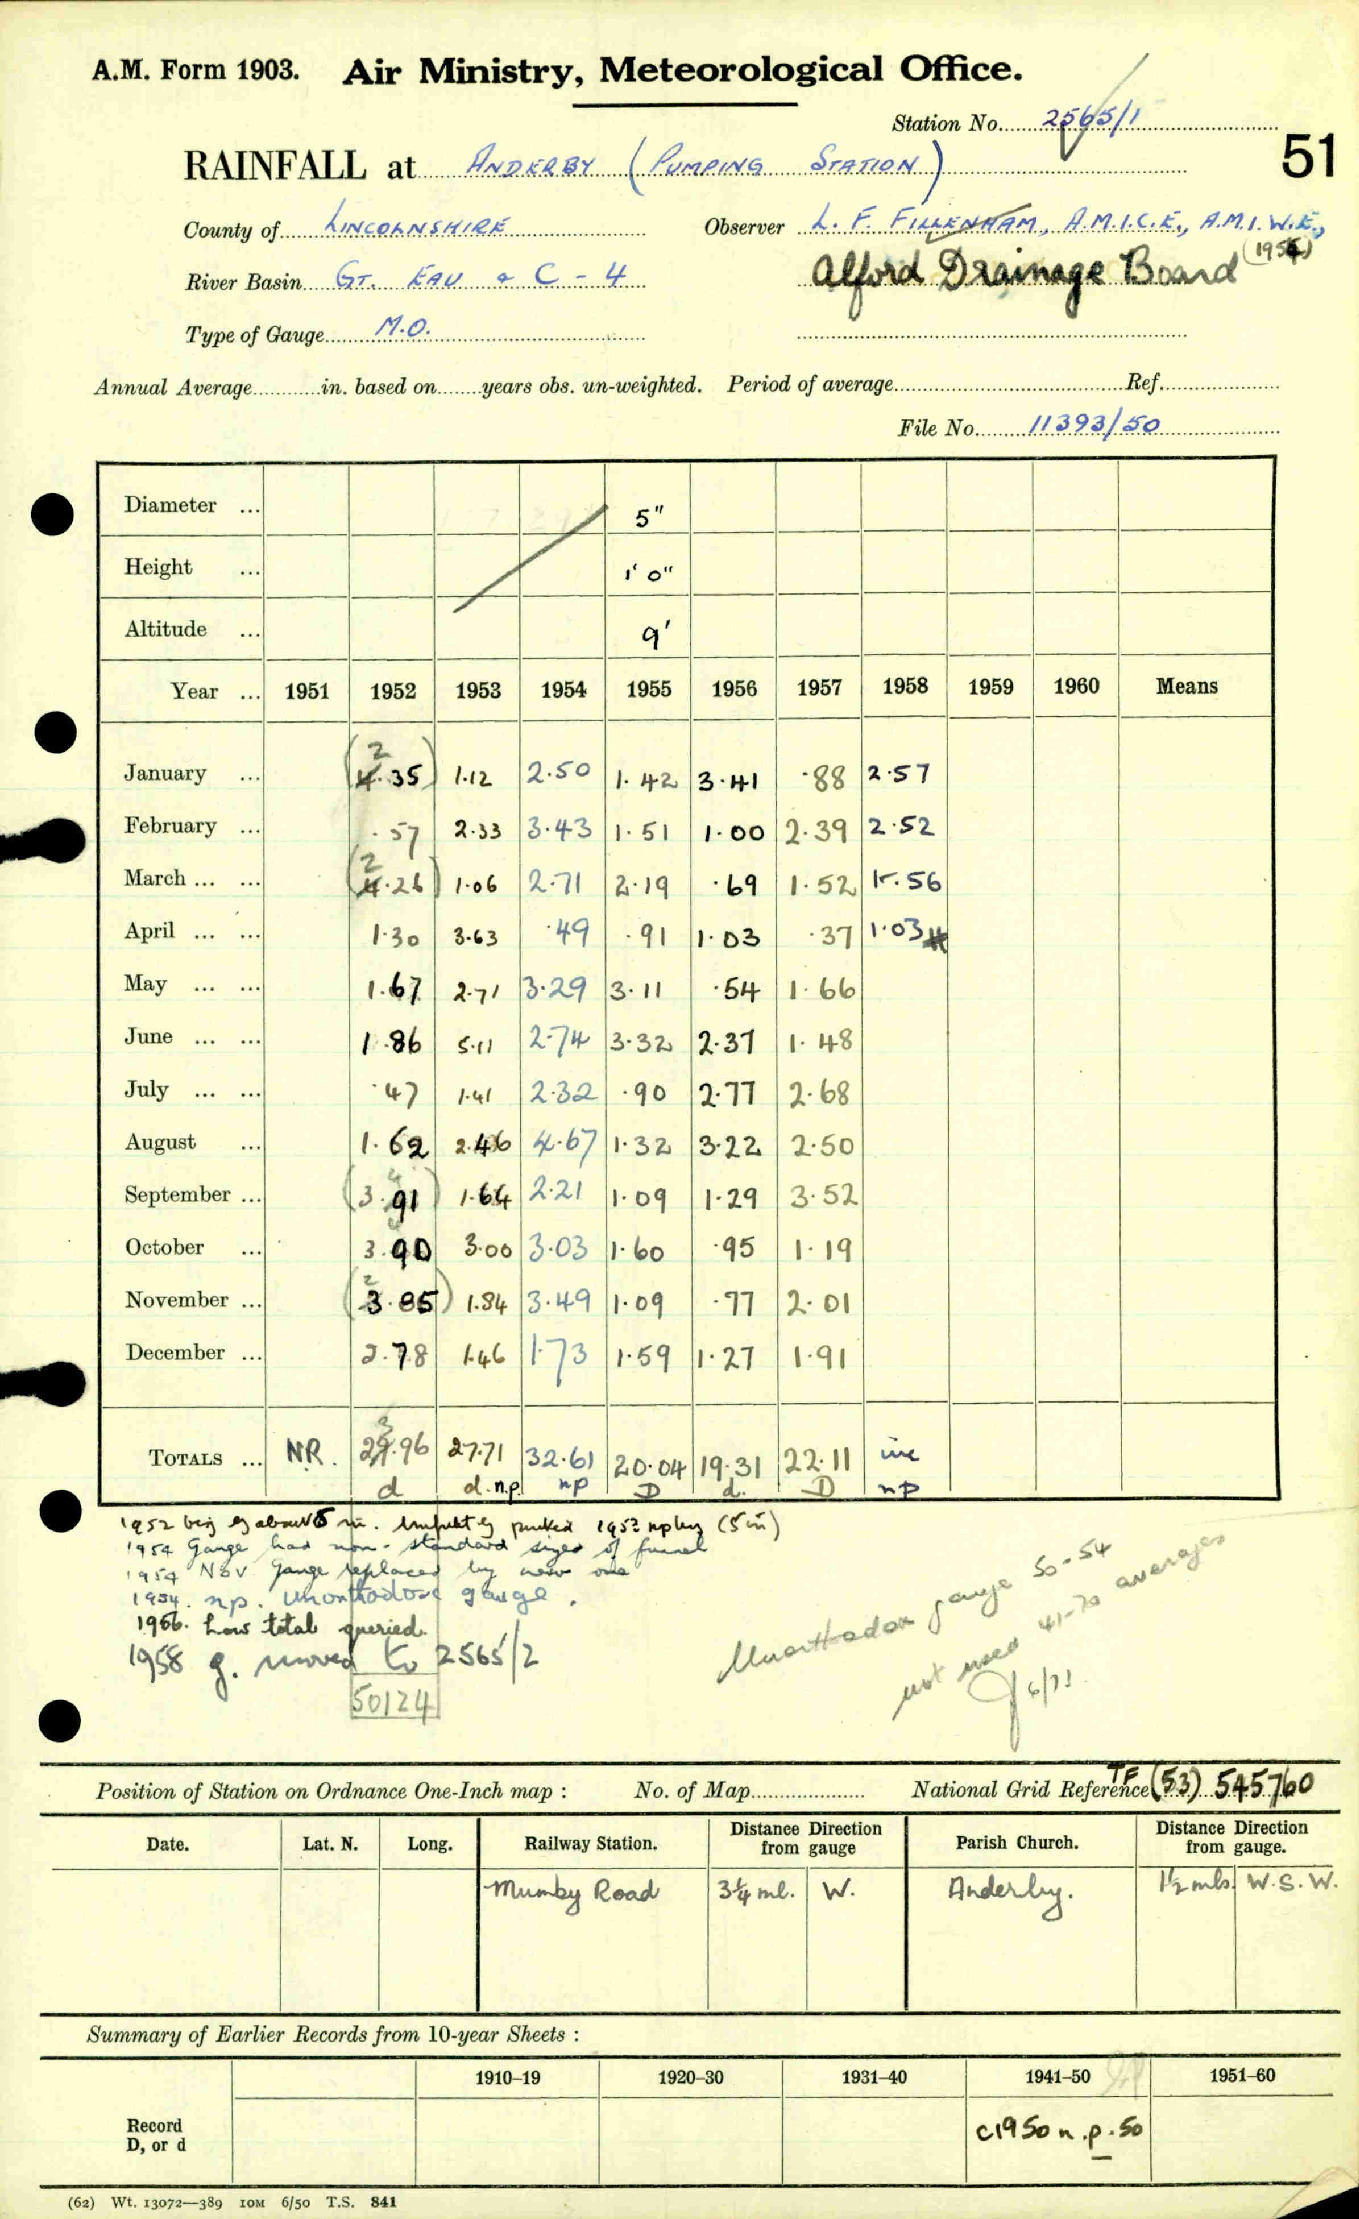 A.M. Form 1903. Air Ministry, Meteorological Office.
Station No. 2565/1
RAINFALL at ANDERBY (PUMPING STATION) 51
County of LINCOLNSHIRE Observer L. F. FILLENHAM, A.M.I.C.E., A.M.I.W.E.,
River Basin GT. EAU & C - 4 Alford Drainage Board (1954)
Type of Gauge M.O.
Annual Average in. based on years obs. un-weighted. Period of average Ref.
File No. 11393/50
Diameter ... 5"
Height ... 1' 0"
Altitude ... 9'
Year ... 1951 1952 1953 1954 1955 1956 1957 1958 1959 1960 Means
January ... (2 4.35) 1.12 2.50 1.42 3.41 .88 2.57
February ... .57 2.33 3.43 1.51 1.00 2.39 2.52
March ... ... (2 4.26) 1.06 2.71 2.19 .69 1.52 1.56
April ... ... 1.30 3.63 .49 .91 1.03 .37 1.03
May ... ... 1.67 2.71 3.29 3.11 .54 1.66
June ... ... 1.86 5.11 2.74 3.32 2.37 1.48
July ... ... .47 1.41 2.32 .90 2.77 2.68
August ... 1.62 2.46 4.67 1.32 3.22 2.50
September ... (3.91) 1.64 2.21 1.09 1.29 3.52
October ... 3.90 3.00 3.03 1.60 .95 1.19
November ... (2 3.85) 1.84 3.49 1.09 .77 2.01
December ... 2.78 1.46 1.73 1.59 1.27 1.91
TOTALS ... N.R. 29.96 27.71 32.61 20.04 19.31 22.11 inc
d d. n.p. np D d. D np
1952 about 5 in. 1953 (5 in)
1954 Gauge had non-standard sizes of funnel
1954 Nov Gauge replaced by new one
1954. np. Unorthodox gauge.
1956. Low total queried.
1958 g. moved to 2565/2
50124
Unorthodox gauge 50-54
not used 41-70 averages
6/71
Position of Station on Ordnance One-Inch map : No. of Map National Grid Reference TF (53) 545760
Date. Lat. N. Long. Railway Station. Distance from Direction gauge Parish Church. Distance from Direction gauge.
Mumby Road 3¼ ml. W. Anderby. 1½ mls. W.S.W.
Summary of Earlier Records from 10-year Sheets :
1910–19 1920–30 1931–40 1941–50 1951–60
Record
D, or d c1950 n.p. 50
(62) Wt. 13072—389 10M 6/50 T.S. 841